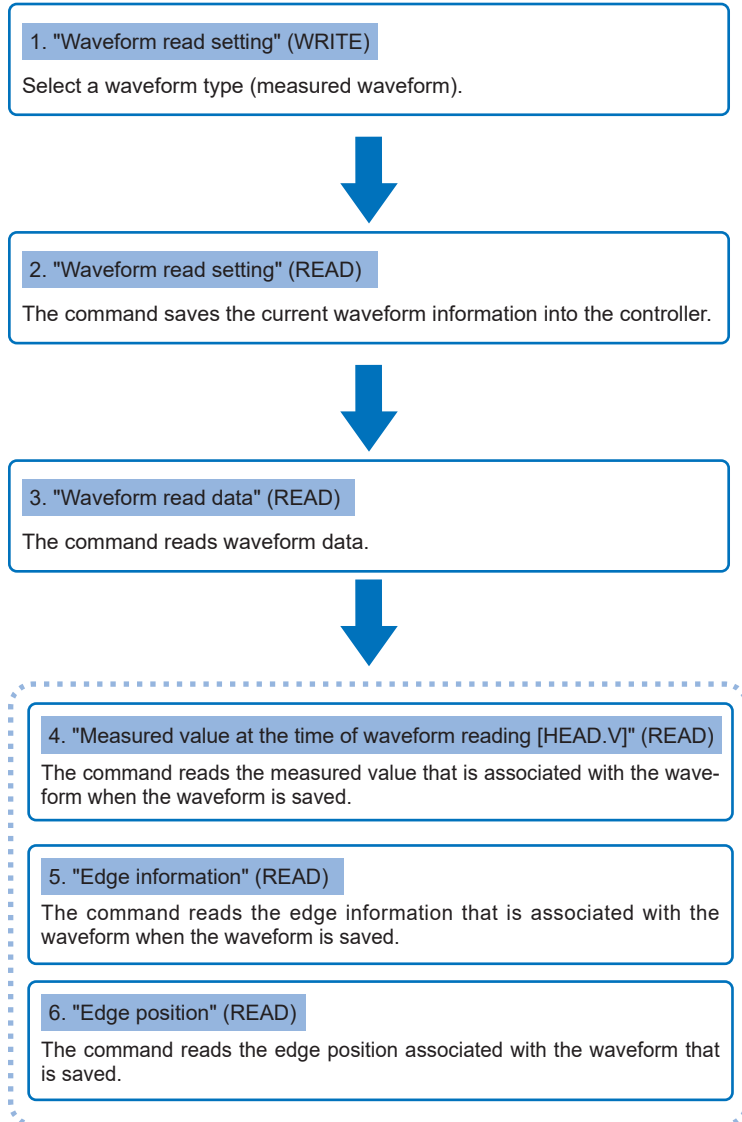 1. "Waveform read setting" (WRITE)
Select a waveform type (measured waveform).
2. "Waveform read setting" (READ)
The command saves the current waveform information into the controller.
3. "Waveform read data" (READ)
The command reads waveform data.
4. "Measured value at the time of waveform reading [HEAD.V]" (READ)
The command reads the measured value that is associated with the wave-
form when the waveform is saved.
5. "Edge information" (READ)
The command reads the edge information that is associated with the
waveform when the waveform is saved.
6. "Edge position" (READ)
The command reads the edge position associated with the waveform that
is saved.